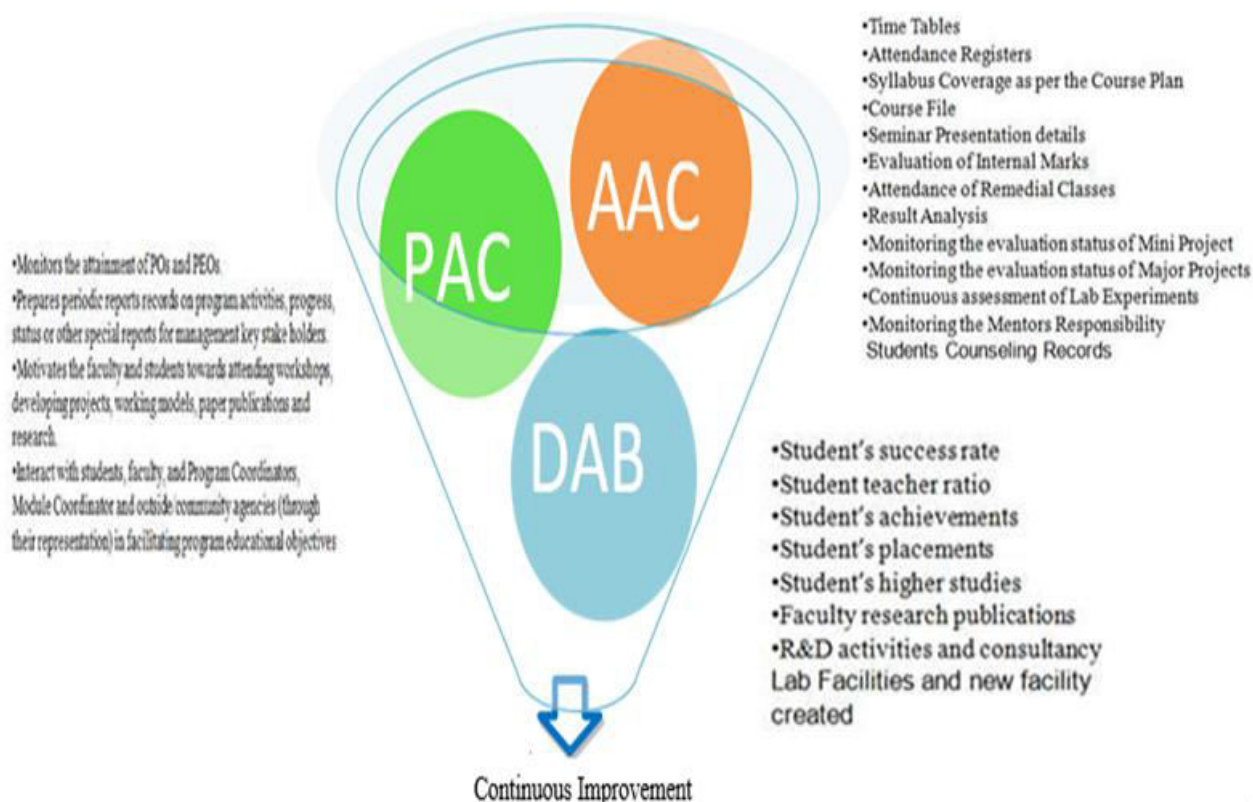 •Time Tables
•Attendance Registers
•Syllabus Coverage as per the Course Plan
•Course File
•Seminar Presentation details
•Evaluation of Internal Marks
•Attendance of Remedial Classes
•Result Analysis
•Monitoring the evaluation status of Mini Project
•Monitoring the evaluation status of Major Projects
•Continuous assessment of Lab Experiments
•Monitoring the Mentors Responsibility
Students Counseling Records
AAC
PAC
•Monitors the attainment of POs and PEOs.
•Prepares periodic reports records on program activities, progress,
status or other special reports for management key stake holders.
•Motivates the faculty and students towards attending workshops,
developing projects, working models, paper publications and
research.
•Interact with students, faculty, and Program Coordinators,
Module Coordinator and outside community agencies (through
their representation) in facilitating program educational objectives
DAB
•Student's success rate
•Student teacher ratio
•Student's achievements
•Student's placements
•Student's higher studies
•Faculty research publications
•R&D activities and consultancy
Lab Facilities and new facility
created
Continuous Improvement